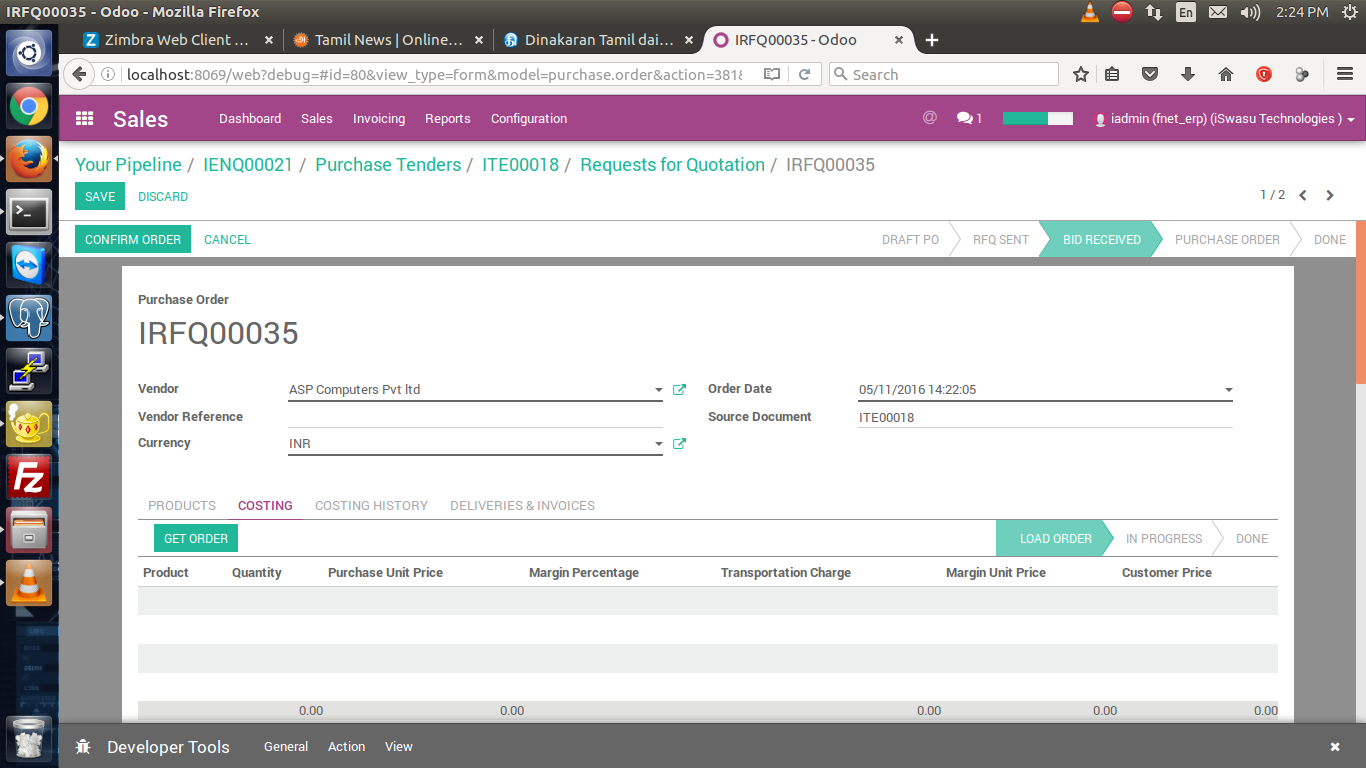 IRFQ00035 - Odoo - Mozilla Firefox
En
2:24 PM
Zimbra Web Client ...
Tamil News | Online...
Dinakaran Tamil dai...
IRFQ00035 - Odoo
localhost:8069/web?debug=#id=80&view_type=form&model=purchase.order&action=381&
Search
Sales
Dashboard
Sales
Invoicing
Reports
Configuration
@
1
iadmin (fnet_erp) (iSwasu Technologies )
Your Pipeline / IENQ00021 / Purchase Tenders / ITE00018 / Requests for Quotation / IRFQ00035
SAVE
DISCARD
1 / 2
CONFIRM ORDER
CANCEL
DRAFT PO
RFQ SENT
BID RECEIVED
PURCHASE ORDER
DONE
Purchase Order
IRFQ00035
Vendor
ASP Computers Pvt ltd
Order Date
05/11/2016 14:22:05
Vendor Reference
Source Document
ITE00018
Currency
INR
PRODUCTS
COSTING
COSTING HISTORY
DELIVERIES & INVOICES
GET ORDER
LOAD ORDER
IN PROGRESS
DONE
Product
Quantity
Purchase Unit Price
Margin Percentage
Transportation Charge
Margin Unit Price
Customer Price
0.00
0.00
0.00
0.00
0.00
Developer Tools
General
Action
View